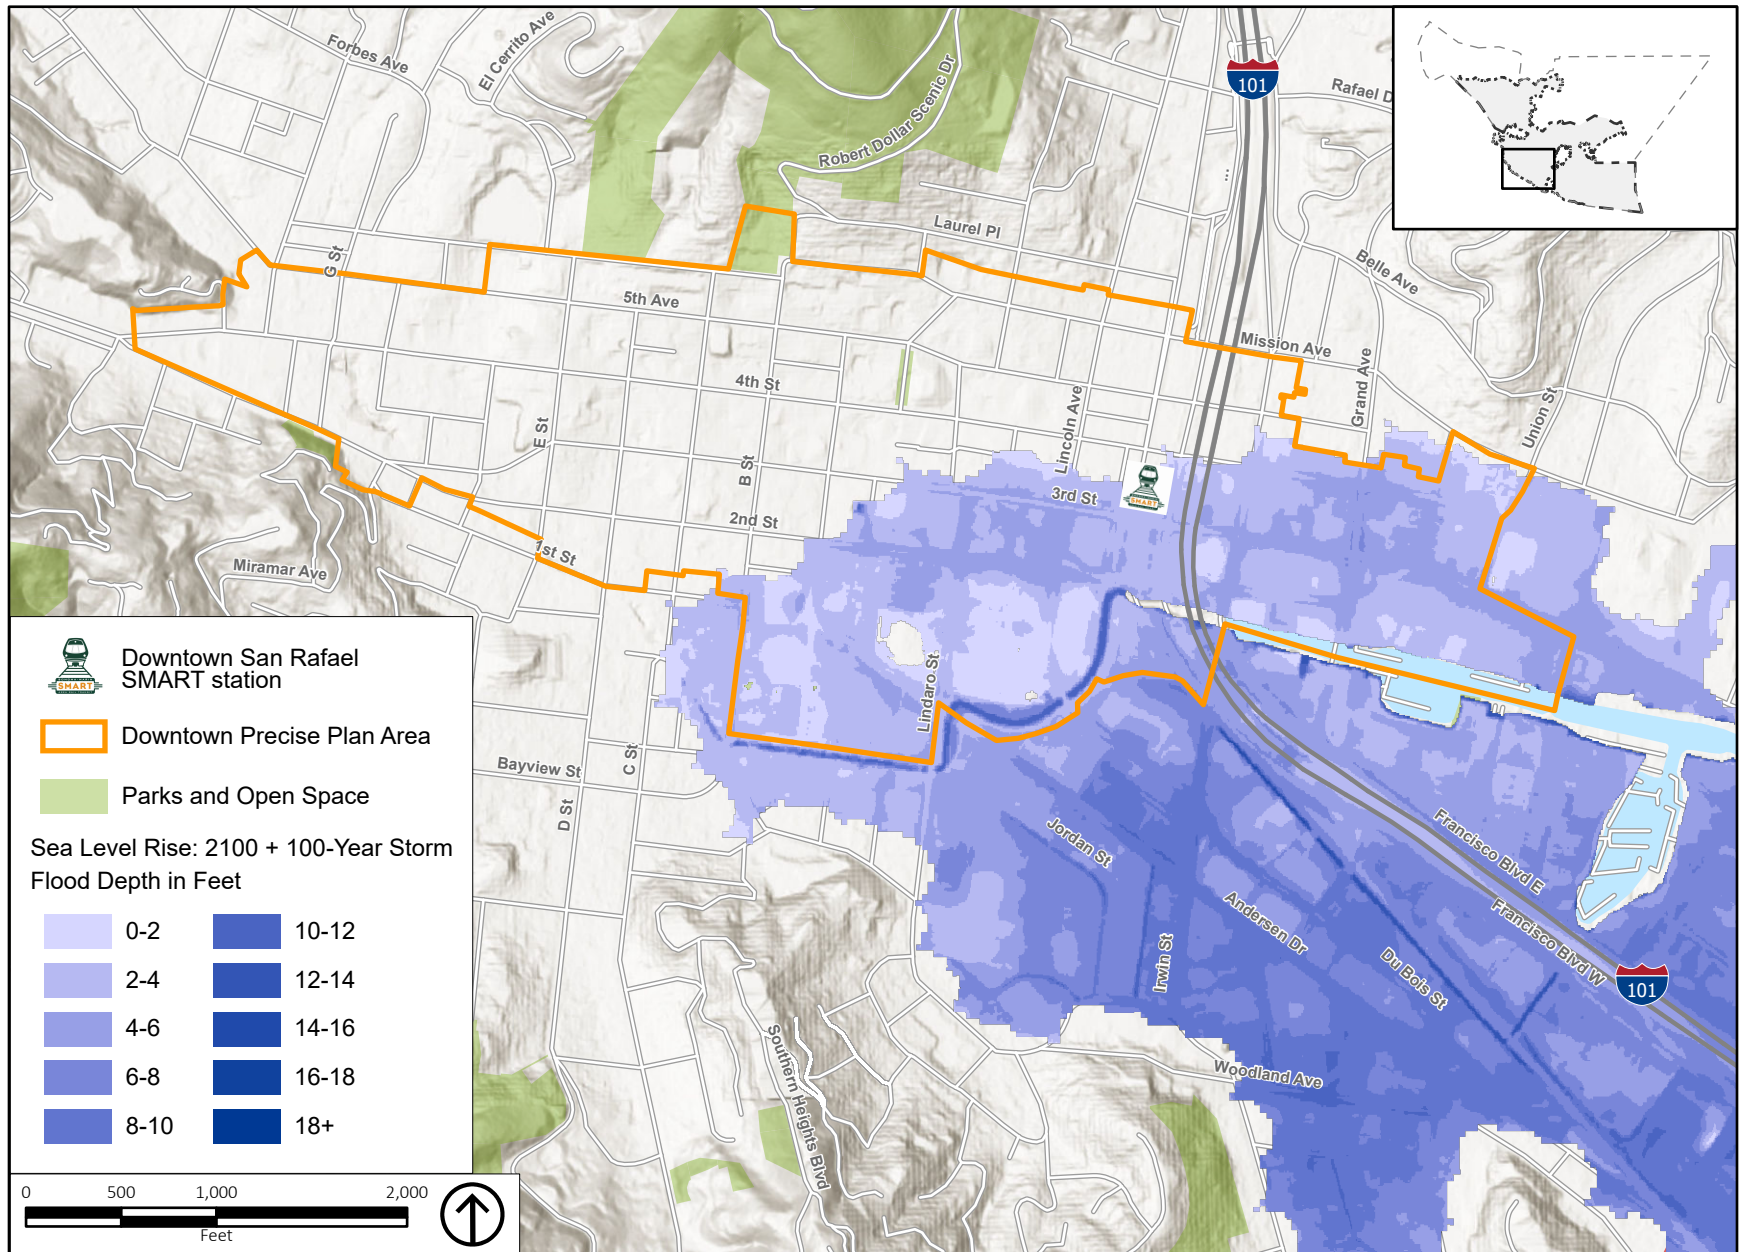 Forbes Ave
El Cerrito Ave
Robert Dollar Scenic Dr
101
Rafael D
Laurel Pl
Belle Ave
G St
5th Ave
Mission Ave
Grand Ave
Union St
4th St
Lincoln Ave
E St
B St
3rd St
SMART
2nd St
1st St
Miramar Ave
Lindaro St
Bayview St
C St
D St
Jordan St
Irwin St
Andersen Dr
Du Bois St
Francisco Blvd E
Francisco Blvd W
101
Woodland Ave
Southern Heights Blvd
SMART
Downtown San Rafael
SMART station
Downtown Precise Plan Area
Parks and Open Space
Sea Level Rise: 2100 + 100-Year Storm
Flood Depth in Feet
0-2
2-4
4-6
6-8
8-10
10-12
12-14
14-16
16-18
18+
0 500 1,000 2,000
Feet